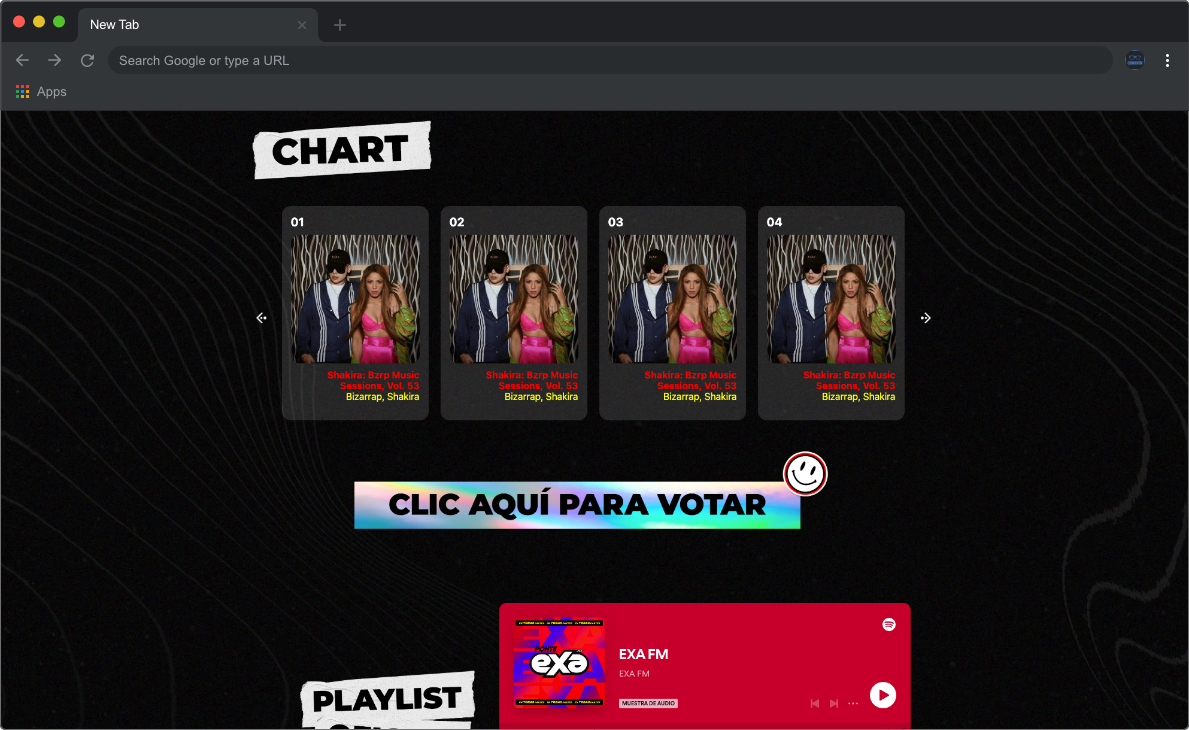 New Tab
Search Google or type a URL
Apps
CHART
01
Shakira: Bzrp Music
Sessions, Vol. 53
Bizarrap, Shakira
02
Shakira: Bzrp Music
Sessions, Vol. 53
Bizarrap, Shakira
03
Shakira: Bzrp Music
Sessions, Vol. 53
Bizarrap, Shakira
04
Shakira: Bzrp Music
Sessions, Vol. 53
Bizarrap, Shakira
CLIC AQUÍ PARA VOTAR
PONTE
exa
EXA FM
EXA FM
MUESTRA DE AUDIO
PLAYLIST